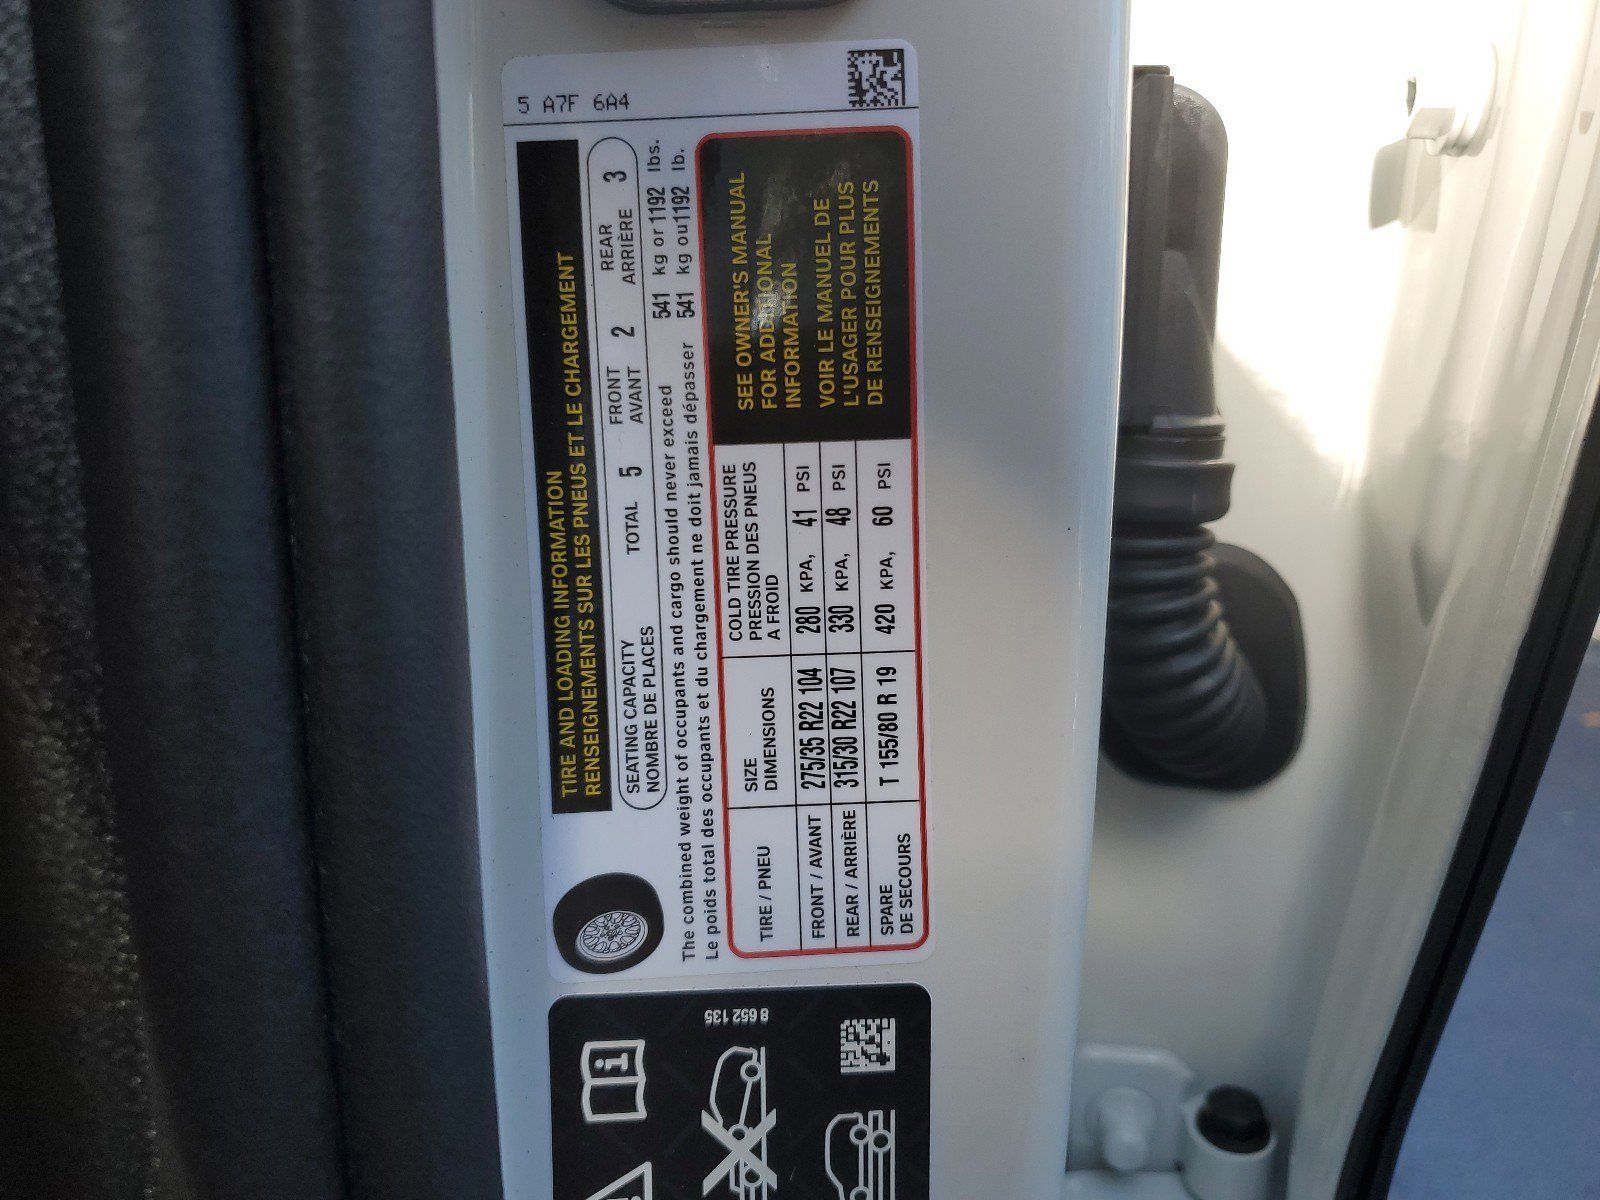 5 A7F 6A4
TIRE AND LOADING INFORMATION
RENSEIGNEMENTS SUR LES PNEUS ET LE CHARGEMENT
SEATING CAPACITY TOTAL 5 FRONT 2 REAR 3
NOMBRE DE PLACES AVANT ARRIÈRE
The combined weight of occupants and cargo should never exceed 541 kg or 1192 lbs.
Le poids total des occupants et du chargement ne doit jamais dépasser 541 kg ou 1192 lb.
TIRE / PNEU
SIZE
DIMENSIONS
COLD TIRE PRESSURE
PRESSION DES PNEUS
A FROID
FRONT / AVANT 275/35 R22 104 280 KPA, 41 PSI
REAR / ARRIÈRE 315/30 R22 107 330 KPA, 48 PSI
SPARE
DE SECOURS
T 155/80 R 19 420 KPA, 60 PSI
SEE OWNER'S MANUAL
FOR ADDITIONAL
INFORMATION
VOIR LE MANUEL DE
L'USAGER POUR PLUS
DE RENSEIGNEMENTS
8 652 135